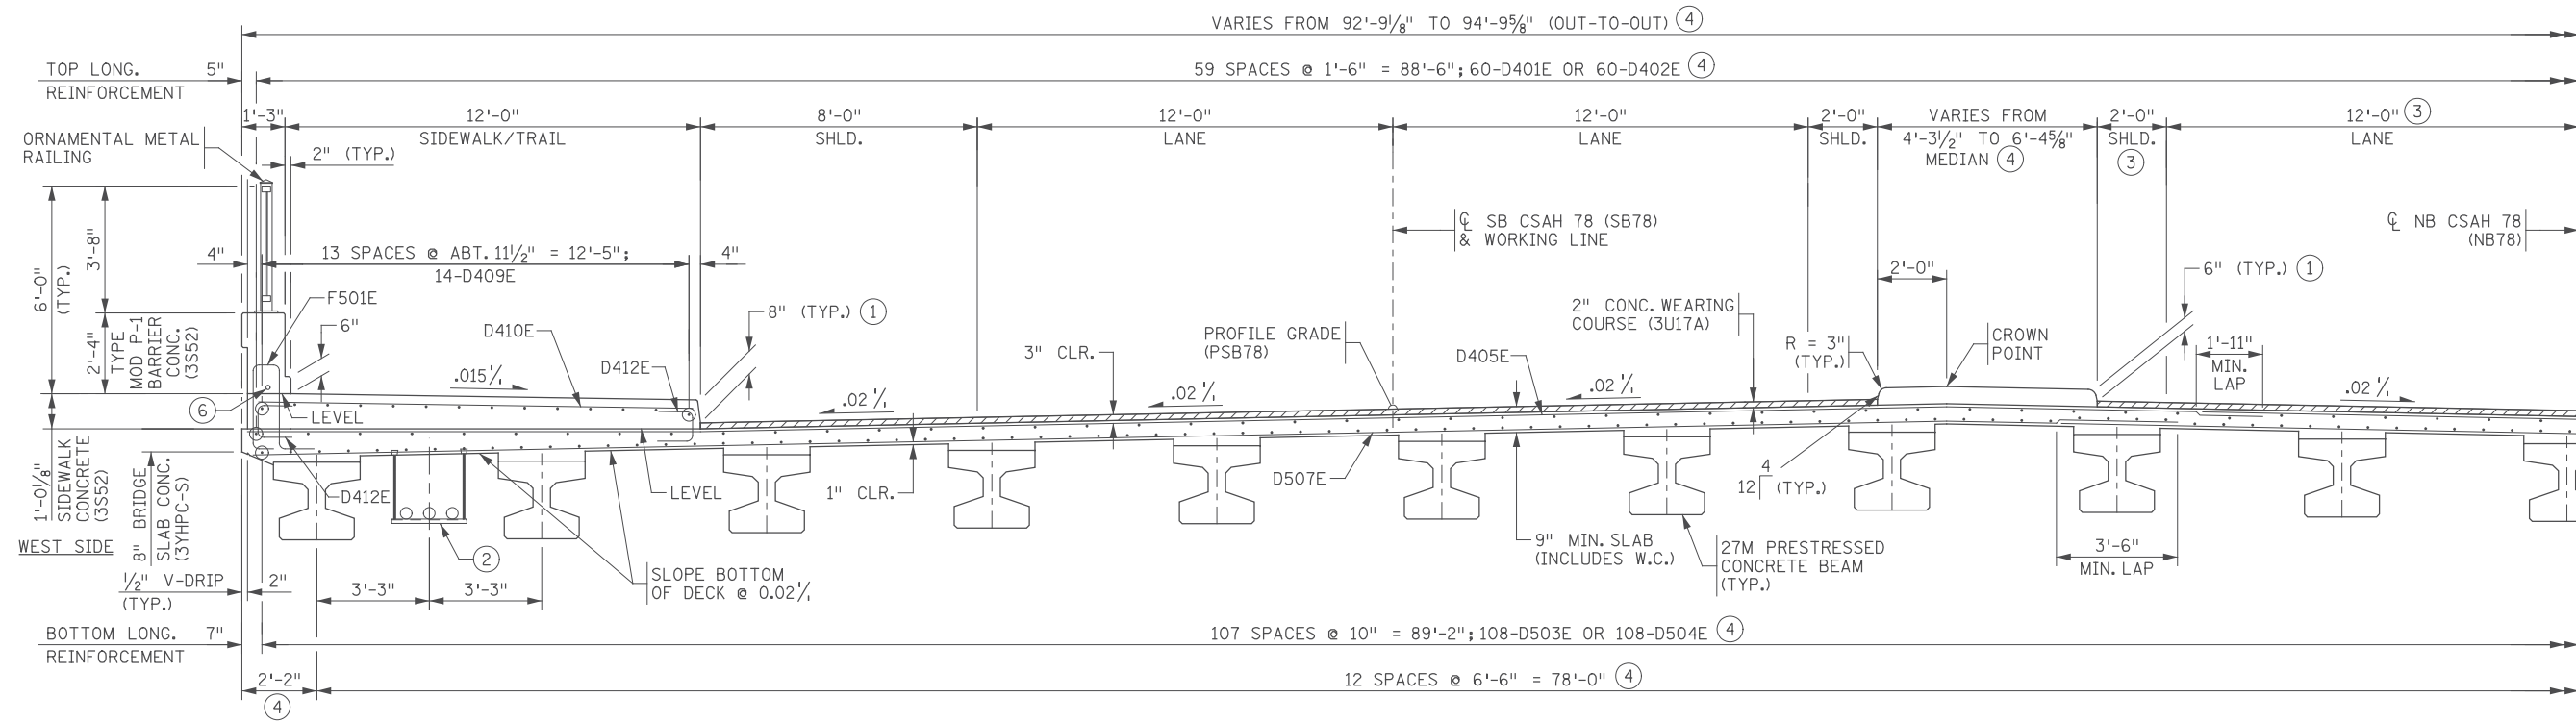 VARIES FROM 92'-9⅛" TO 94'-9⅝" (OUT-TO-OUT) ④
TOP LONG. 5"
REINFORCEMENT
59 SPACES @ 1'-6" = 88'-6"; 60-D401E OR 60-D402E ④
1'-3"
12'-0"
SIDEWALK/TRAIL
8'-0"
SHLD.
12'-0"
LANE
12'-0"
LANE
2'-0"
SHLD.
VARIES FROM
4'-3½" TO 6'-4⅝"
MEDIAN ④
2'-0"
SHLD.
③
12'-0" ③
LANE
ORNAMENTAL METAL
RAILING
2" (TYP.)
℄ SB CSAH 78 (SB78)
& WORKING LINE
℄ NB CSAH 78
(NB78)
6'-0"
(TYP.)
3'-8"
4"
13 SPACES @ ABT. 11½" = 12'-5";
14-D409E
4"
2'-0"
6" (TYP.) ①
F501E
6"
2'-4"
TYPE
MOD P-1
BARRIER
CONC.
(3S52)
D410E
D412E
8" (TYP.) ①
3" CLR.
PROFILE GRADE
(PSB78)
2" CONC. WEARING
COURSE (3U17A)
D405E
R = 3"
(TYP.)
CROWN
POINT
1'-11"
MIN.
LAP
.015 '/,
.02 '/,
.02 '/,
.02 '/,
.02 '/,
⑥
LEVEL
1'-0⅛"
SIDEWALK
CONCRETE
(3S52)
8" BRIDGE
SLAB CONC.
(3YHPC-S)
D412E
LEVEL
1" CLR.
D507E
4
12 (TYP.)
WEST SIDE
②
9" MIN. SLAB
(INCLUDES W.C.)
27M PRESTRESSED
CONCRETE BEAM
(TYP.)
3'-6"
MIN. LAP
½" V-DRIP
(TYP.)
2"
3'-3"
3'-3"
SLOPE BOTTOM
OF DECK @ 0.02 '/,
BOTTOM LONG. 7"
REINFORCEMENT
107 SPACES @ 10" = 89'-2"; 108-D503E OR 108-D504E ④
2'-2"
④
12 SPACES @ 6'-6" = 78'-0" ④